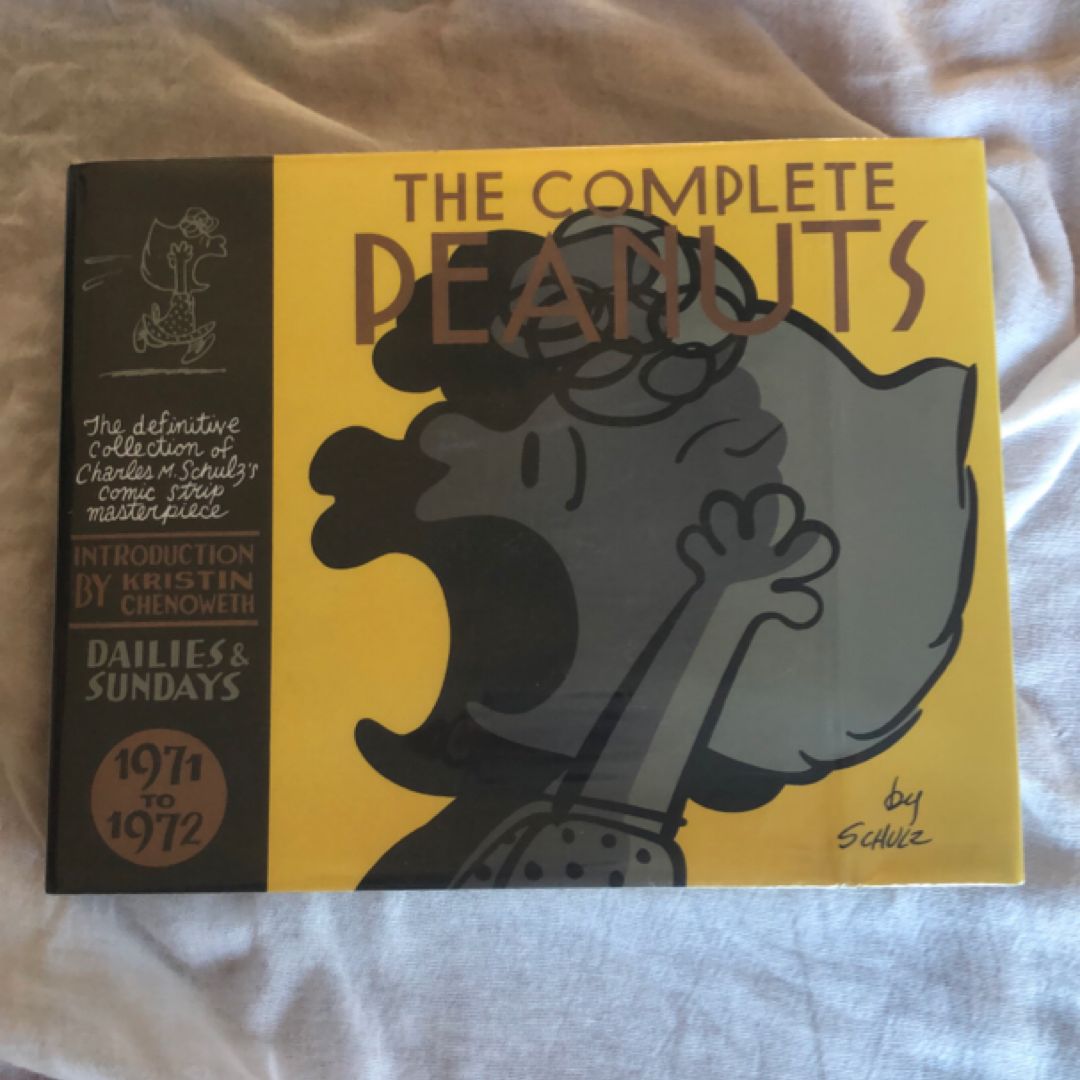 THE COMPLETE
PEANUTS
The definitive
collection of
Charles M. Schulz's
comic strip
masterpiece
INTRODUCTION
BY KRISTIN
CHENOWETH
DAILIES &
SUNDAYS
1971
TO
1972
by
SCHULZ